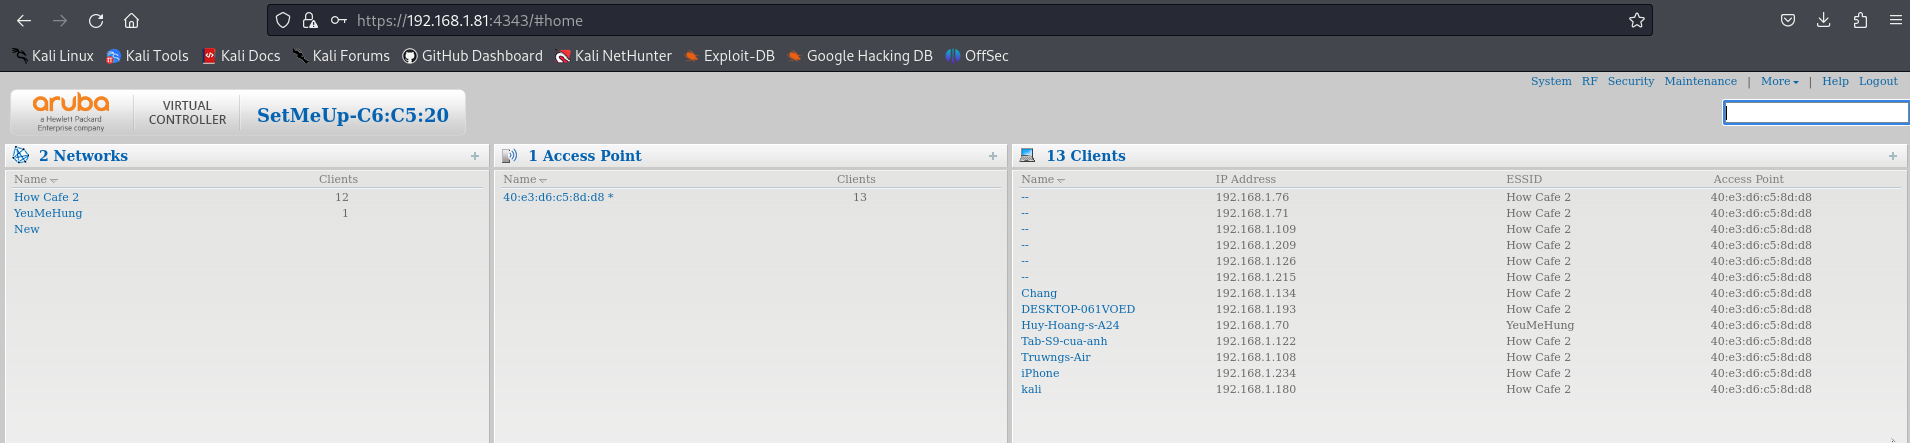 https://192.168.1.81:4343/#home
Kali Linux Kali Tools Kali Docs Kali Forums GitHub Dashboard Kali NetHunter Exploit-DB Google Hacking DB OffSec
System RF Security Maintenance | More | Help Logout
aruba
a Hewlett Packard
Enterprise company
VIRTUAL
CONTROLLER
SetMeUp-C6:C5:20
2 Networks +
Name Clients
How Cafe 2 12
YeuMeHung 1
New
1 Access Point +
Name Clients
40:e3:d6:c5:8d:d8 * 13
13 Clients +
Name IP Address ESSID Access Point
-- 192.168.1.76 How Cafe 2 40:e3:d6:c5:8d:d8
-- 192.168.1.71 How Cafe 2 40:e3:d6:c5:8d:d8
-- 192.168.1.109 How Cafe 2 40:e3:d6:c5:8d:d8
-- 192.168.1.209 How Cafe 2 40:e3:d6:c5:8d:d8
-- 192.168.1.126 How Cafe 2 40:e3:d6:c5:8d:d8
-- 192.168.1.215 How Cafe 2 40:e3:d6:c5:8d:d8
Chang 192.168.1.134 How Cafe 2 40:e3:d6:c5:8d:d8
DESKTOP-061VOED 192.168.1.193 How Cafe 2 40:e3:d6:c5:8d:d8
Huy-Hoang-s-A24 192.168.1.70 YeuMeHung 40:e3:d6:c5:8d:d8
Tab-S9-cua-anh 192.168.1.122 How Cafe 2 40:e3:d6:c5:8d:d8
Truwngs-Air 192.168.1.108 How Cafe 2 40:e3:d6:c5:8d:d8
iPhone 192.168.1.234 How Cafe 2 40:e3:d6:c5:8d:d8
kali 192.168.1.180 How Cafe 2 40:e3:d6:c5:8d:d8